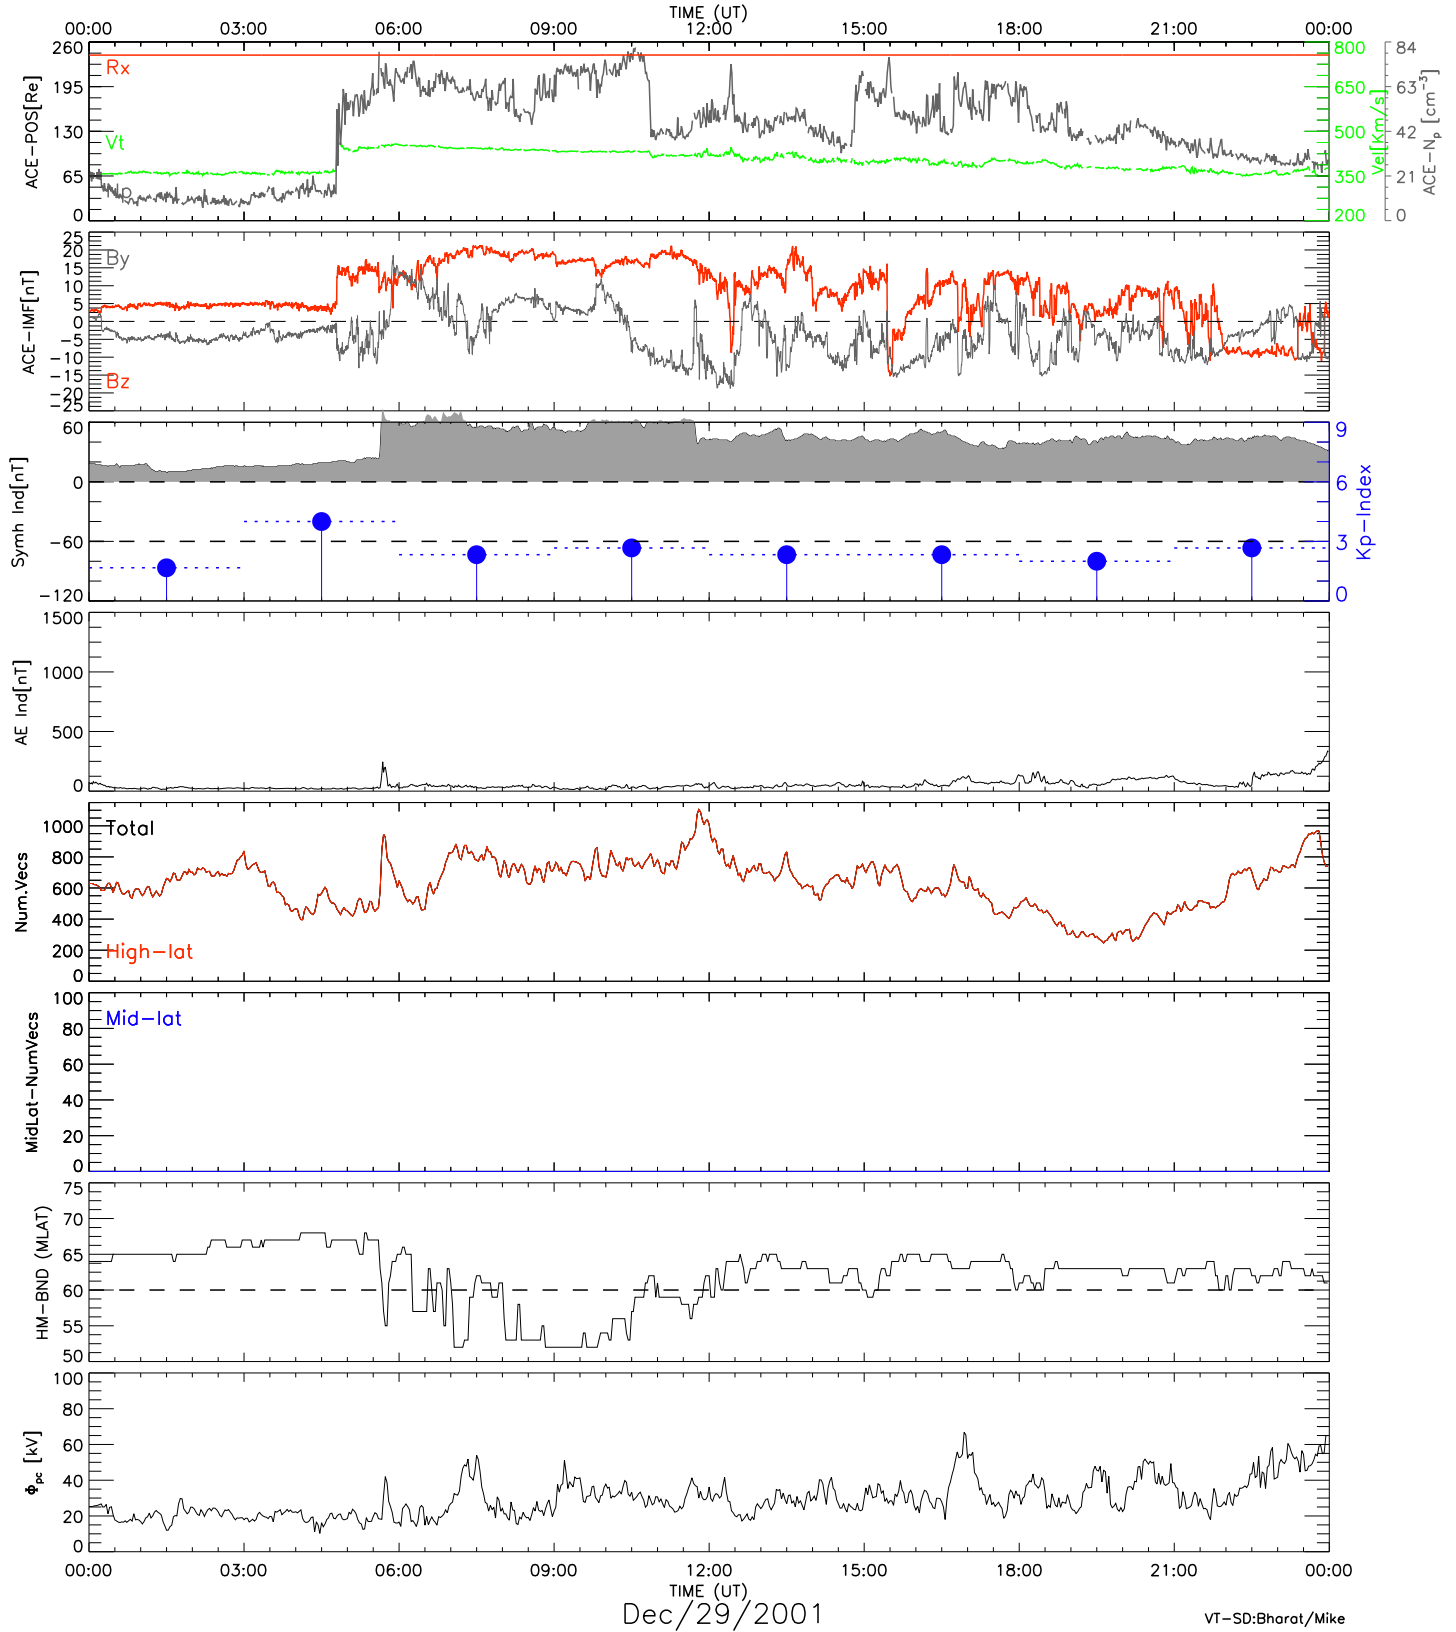 TIME (UT)
00:00 03:00 06:00 09:00 12:00 15:00 18:00 21:00 00:00
ACE-POS[Re]
260
195
130
65
0
Rx
Vt
800
650
500
350
200
Vel[Km/s]
84
63
42
21
0
ACE-Np [cm-3]
ACE-IMF[nT]
25
20
15
10
5
0
-5
-10
-15
-20
-25
By
Bz
Symh Ind[nT]
60
0
-60
-120
9
6
3
0
Kp-Index
AE Ind[nT]
1500
1000
500
0
Num.Vecs
1000
800
600
400
200
0
Total
High-lat
MidLat-NumVecs
100
80
60
40
20
0
Mid-lat
HM-BND (MLAT)
75
70
65
60
55
50
Φpc [kV]
100
80
60
40
20
0
00:00 03:00 06:00 09:00 12:00 15:00 18:00 21:00 00:00
TIME (UT)
Dec/29/2001
VT-SD:Bharat/Mike